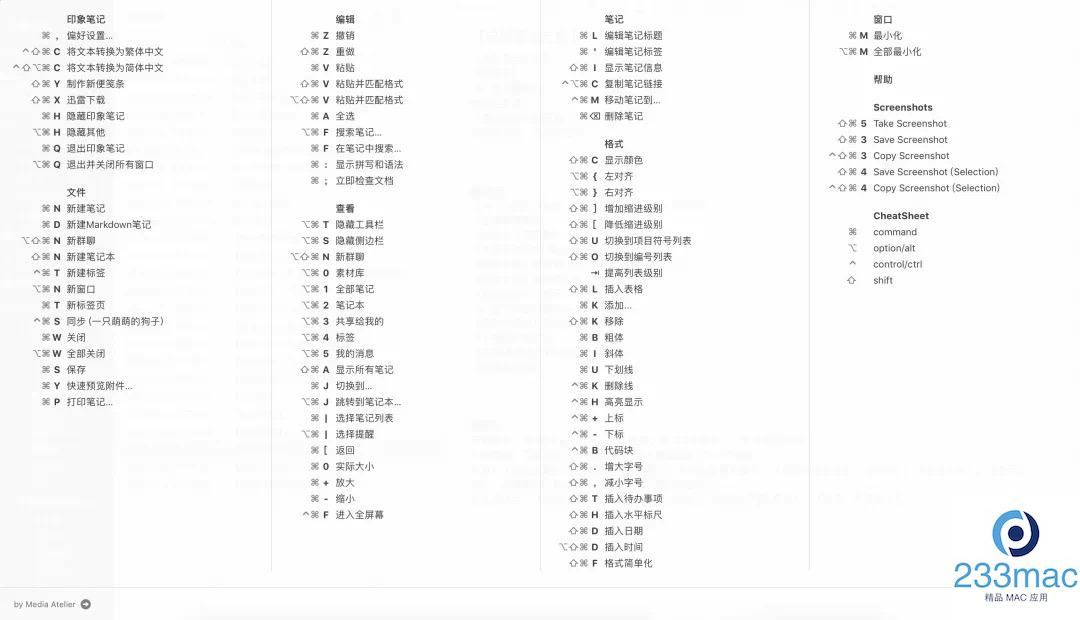 印象笔记
⌘ , 偏好设置...
^⇧⌘ C 将文本转换为繁体中文
^⇧⌥⌘ C 将文本转换为简体中文
⇧⌘ Y 制作新便笺条
⇧⌘ X 迅雷下载
⌘ H 隐藏印象笔记
⌥⌘ H 隐藏其他
⌘ Q 退出印象笔记
⌥⌘ Q 退出并关闭所有窗口
文件
⌘ N 新建笔记
⌘ D 新建Markdown笔记
⌥⇧⌘ N 新群聊
⇧⌘ N 新建笔记本
^⌘ T 新建标签
⌥⌘ N 新窗口
⌘ T 新标签页
^⌘ S 同步 (一只萌萌的狗子)
⌘ W 关闭
⌥⌘ W 全部关闭
⌘ S 保存
⌘ Y 快速预览附件...
⌘ P 打印笔记...
编辑
⌘ Z 撤销
⇧⌘ Z 重做
⌘ V 粘贴
⇧⌘ V 粘贴并匹配格式
⌥⇧⌘ V 粘贴并匹配格式
⌘ A 全选
⌥⌘ F 搜索笔记...
⌘ F 在笔记中搜索...
⌘ : 显示拼写和语法
⌘ ; 立即检查文档
查看
⌥⌘ T 隐藏工具栏
⌥⌘ S 隐藏侧边栏
⌥⇧⌘ N 新群聊
⌥⌘ 0 素材库
⌥⌘ 1 全部笔记
⌥⌘ 2 笔记本
⌥⌘ 3 共享给我的
⌥⌘ 4 标签
⌥⌘ 5 我的消息
⇧⌘ A 显示所有笔记
⌘ J 切换到...
⌥⌘ J 跳转到笔记本...
⌘ | 选择笔记列表
⌥⌘ | 选择提醒
⌘ [ 返回
⌘ 0 实际大小
⌘ + 放大
⌘ - 缩小
^⌘ F 进入全屏幕
笔记
⌘ L 编辑笔记标题
⌘ ' 编辑笔记标签
⇧⌘ I 显示笔记信息
^⌥⌘ C 复制笔记链接
^⌘ M 移动笔记到...
⌘ ⌫ 删除笔记
格式
⇧⌘ C 显示颜色
⌥⌘ { 左对齐
⌥⌘ } 右对齐
⇧⌘ ] 增加缩进级别
⇧⌘ [ 降低缩进级别
⇧⌘ U 切换到项目符号列表
⇧⌘ O 切换到编号列表
⇥ 提高列表级别
⇧⌘ L 插入表格
⌘ K 添加...
⇧⌘ K 移除
⌘ B 粗体
⌘ I 斜体
⌘ U 下划线
^⌘ K 删除线
^⌘ H 高亮显示
^⌘ + 上标
^⌘ - 下标
^⌘ B 代码块
⇧⌘ . 增大字号
⇧⌘ , 减小字号
⇧⌘ T 插入待办事项
⇧⌘ H 插入水平标尺
⇧⌘ D 插入日期
⌥⇧⌘ D 插入时间
⇧⌘ F 格式简单化
窗口
⌘ M 最小化
⌥⌘ M 全部最小化
帮助
Screenshots
⇧⌘ 5 Take Screenshot
⇧⌘ 3 Save Screenshot
^⇧⌘ 3 Copy Screenshot
⇧⌘ 4 Save Screenshot (Selection)
^⇧⌘ 4 Copy Screenshot (Selection)
CheatSheet
⌘ command
⌥ option/alt
^ control/ctrl
⇧ shift
233mac
精品 MAC 应用
by Media Atelier